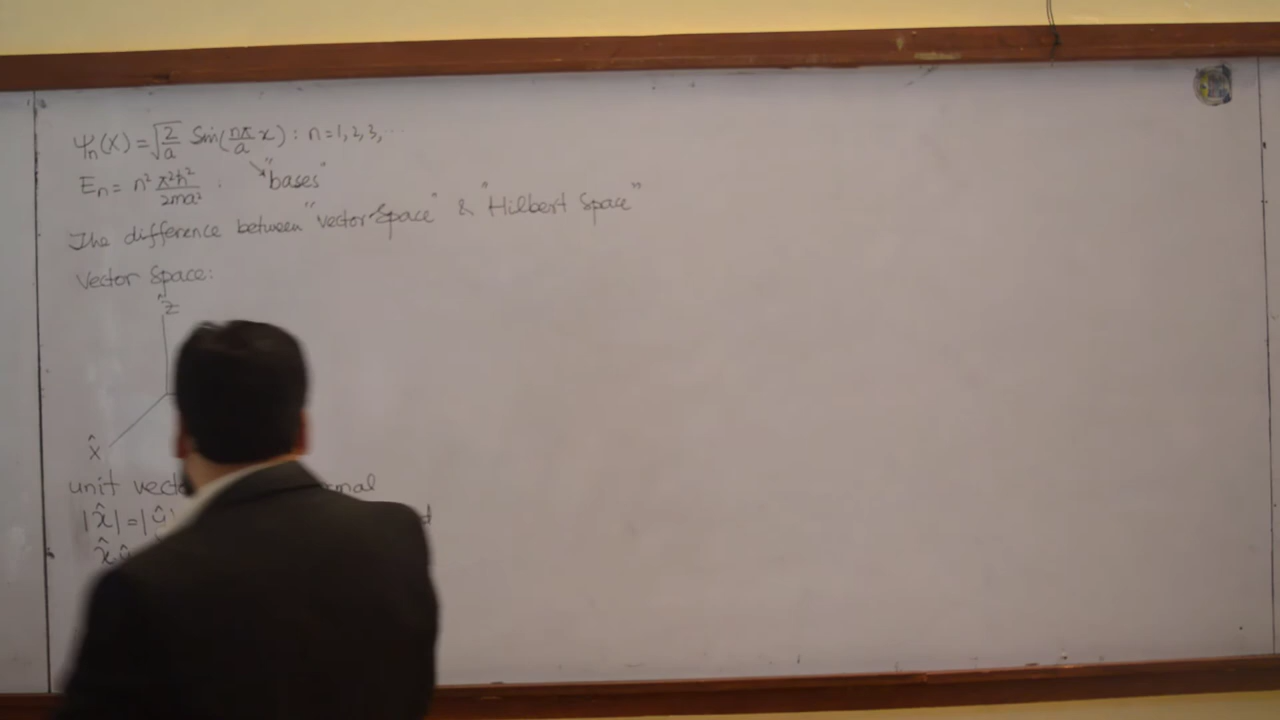 ψn(x) = √(2/a) Sin(nπ/a x) : n=1,2,3,...
En = n² π²ħ²/2ma² : "bases"
The difference between "vector Space" & "Hilbert Space"
Vector Space:
ẑ
x̂
unit
|x̂| = |ŷ|
x̂.ŷ